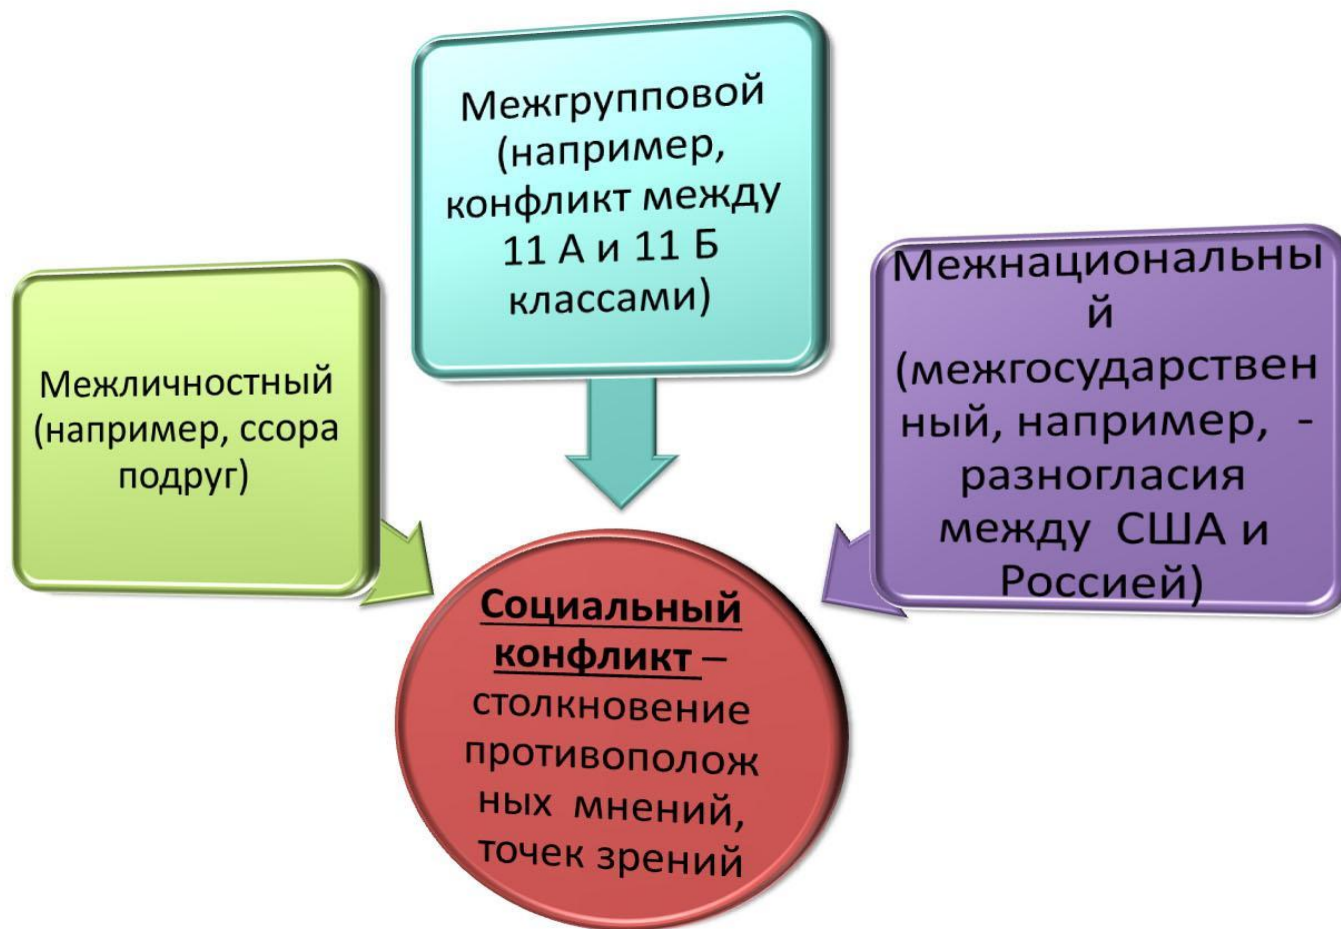 Межличностный
(например, ссора
подруг)
Межгрупповой
(например,
конфликт между
11 А и 11 Б
классами)
Межнациональны
й
(межгосударствен
ный, например,  -
разногласия
между  США и
Россией)
Социальный
конфликт –
столкновение
противополож
ных  мнений,
точек зрений